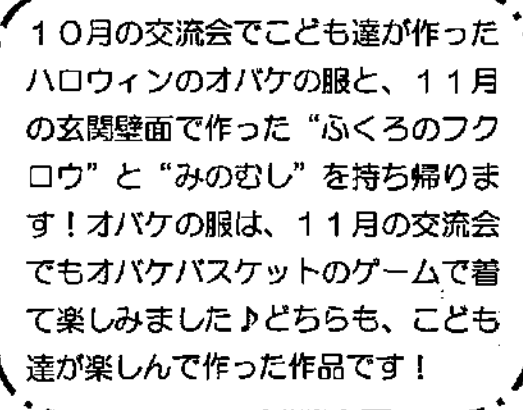 １０月の交流会でこども達が作った
ハロウィンのオバケの服と、１１月
の玄関壁面で作った“ふくろのフク
ロウ”と“みのむし”を持ち帰りま
す！オバケの服は、１１月の交流会
でもオバケバスケットのゲームで着
て楽しみました♪どちらも、こども
達が楽しんで作った作品です！